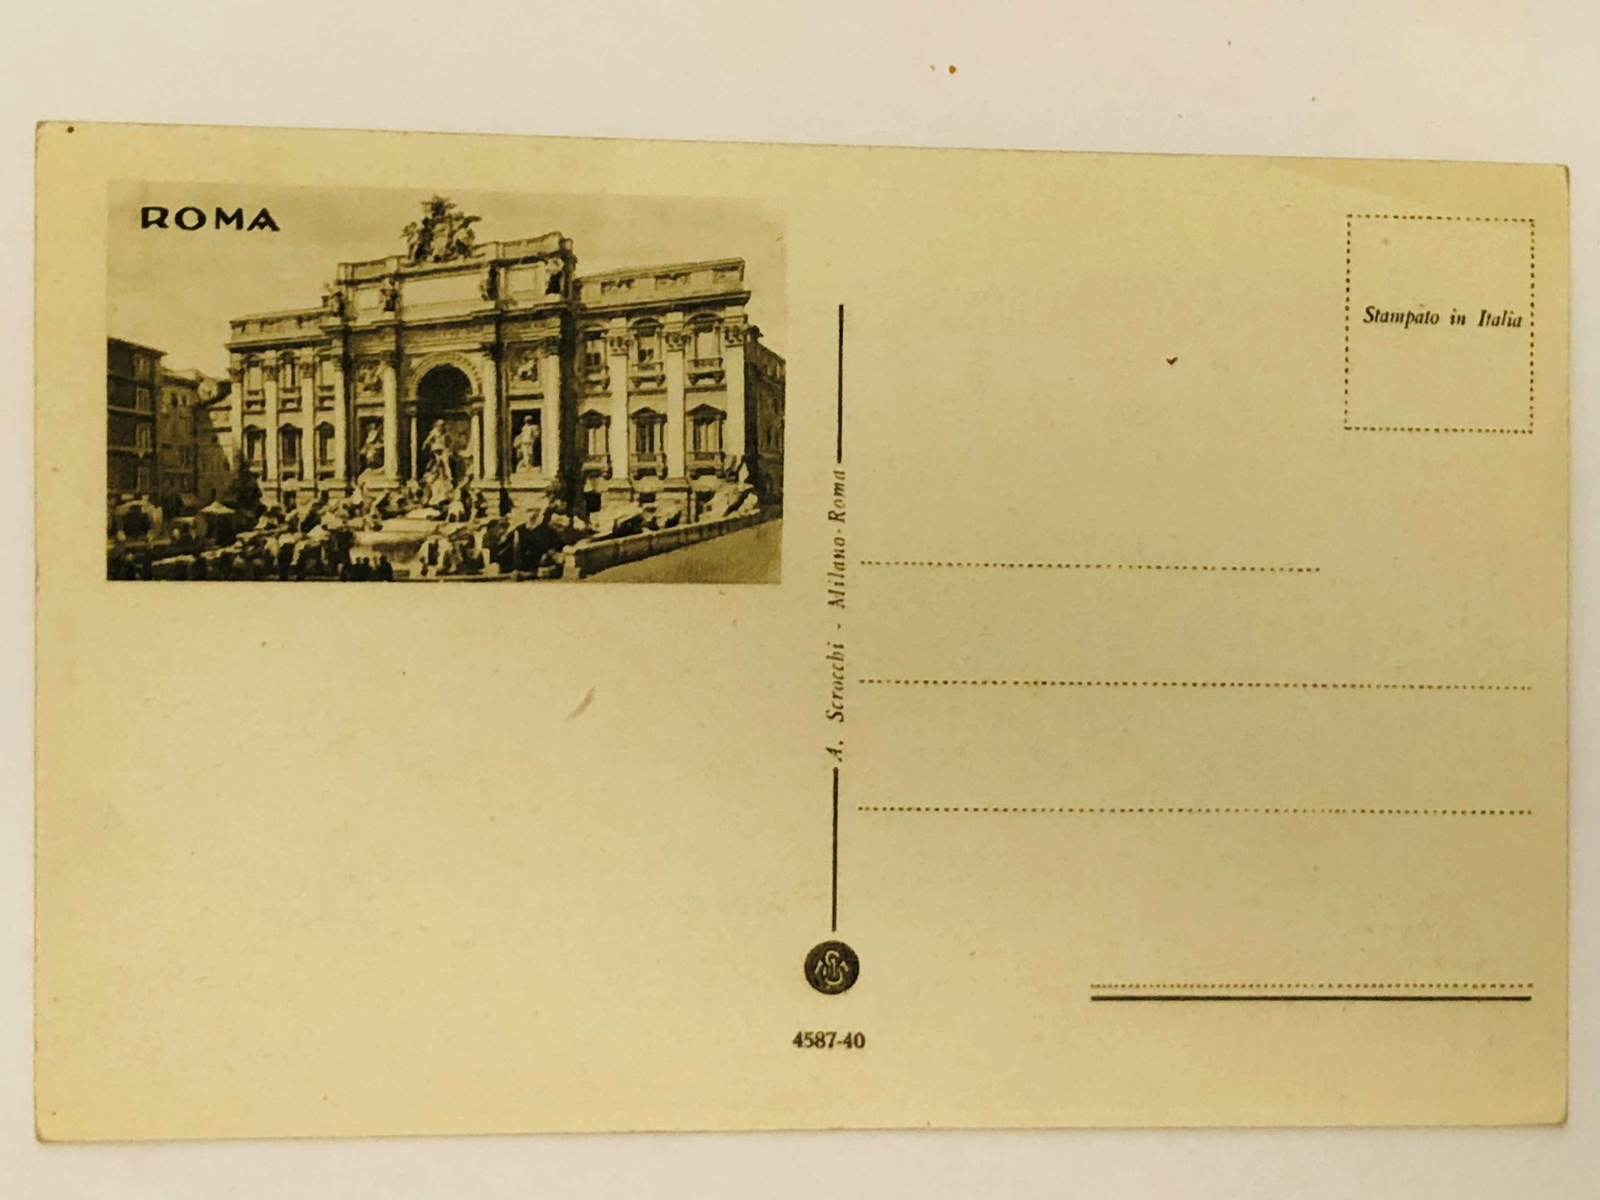 ROMA
Stampato in Italia
A. Scrocchi - Milano-Roma
4587-40